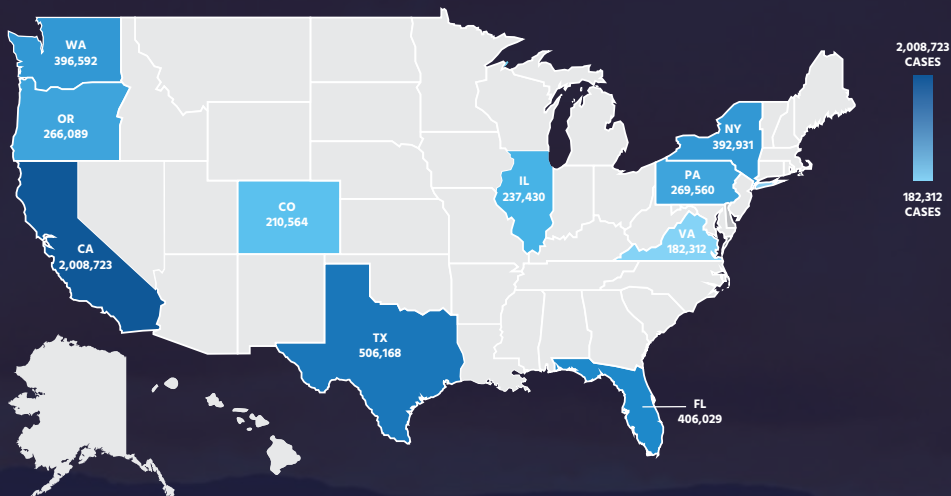 2,008,723
CASES
182,312
CASES
WA
396,592
OR
266,089
CA
2,008,723
CO
210,564
TX
506,168
IL
237,430
NY
392,931
PA
269,560
VA
182,312
FL
406,029